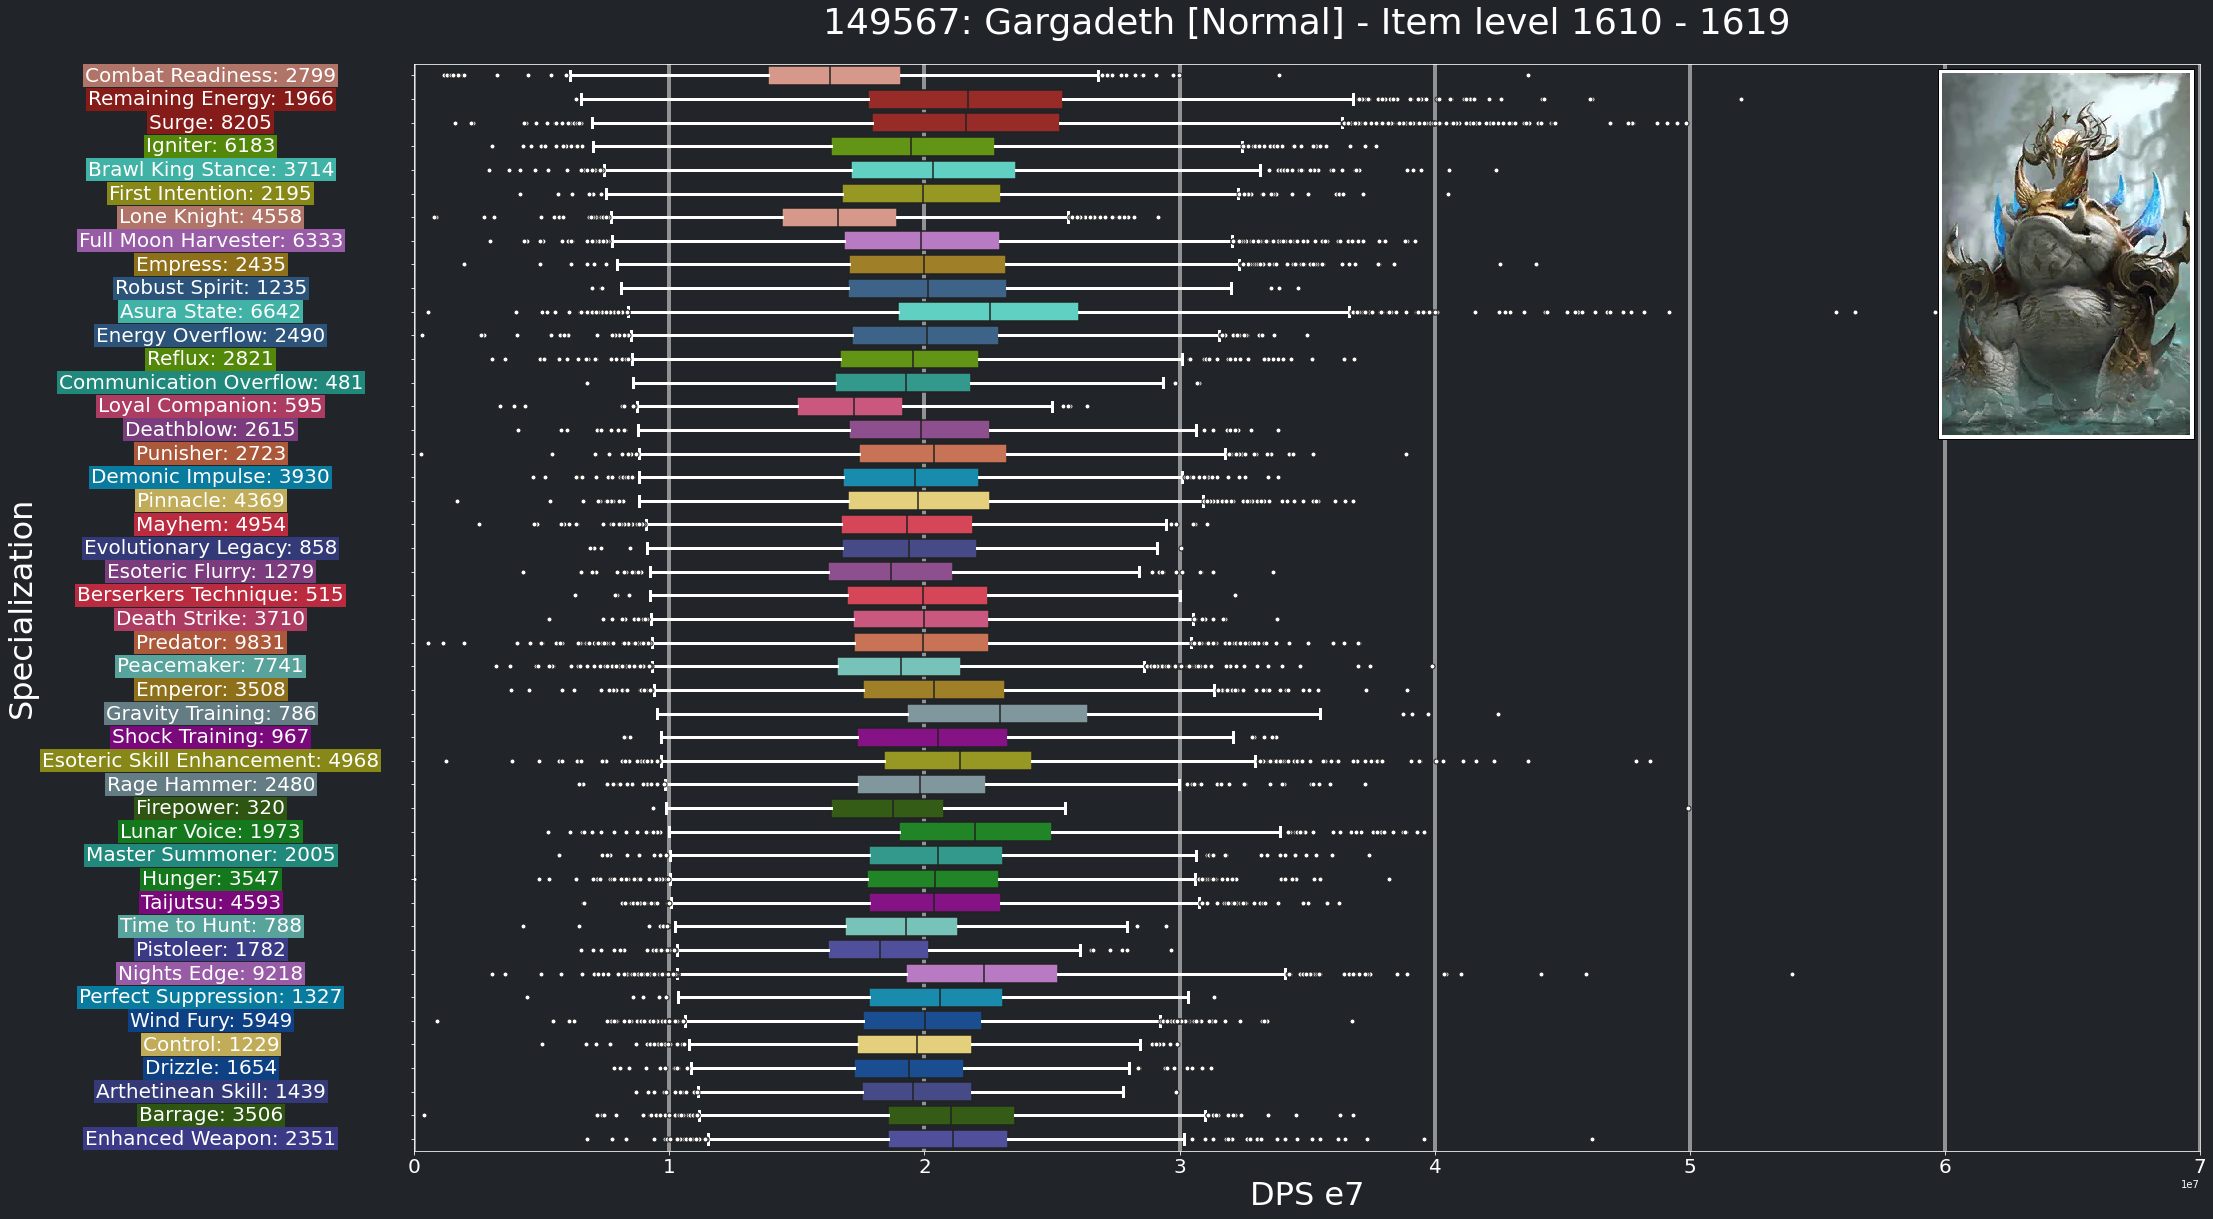 149567: Gargadeth [Normal] - Item level 1610 - 1619
Combat Readiness: 2799
Remaining Energy: 1966
Surge: 8205
Igniter: 6183
Brawl King Stance: 3714
First Intention: 2195
Lone Knight: 4558
Full Moon Harvester: 6333
Empress: 2435
Robust Spirit: 1235
Asura State: 6642
Energy Overflow: 2490
Reflux: 2821
Communication Overflow: 481
Loyal Companion: 595
Deathblow: 2615
Punisher: 2723
Demonic Impulse: 3930
Pinnacle: 4369
Mayhem: 4954
Evolutionary Legacy: 858
Esoteric Flurry: 1279
Berserkers Technique: 515
Death Strike: 3710
Predator: 9831
Peacemaker: 7741
Emperor: 3508
Gravity Training: 786
Shock Training: 967
Esoteric Skill Enhancement: 4968
Rage Hammer: 2480
Firepower: 320
Lunar Voice: 1973
Master Summoner: 2005
Hunger: 3547
Taijutsu: 4593
Time to Hunt: 788
Pistoleer: 1782
Nights Edge: 9218
Perfect Suppression: 1327
Wind Fury: 5949
Control: 1229
Drizzle: 1654
Arthetinean Skill: 1439
Barrage: 3506
Enhanced Weapon: 2351
Specialization
0 1 2 3 4 5 6 7
1e7
DPS e7